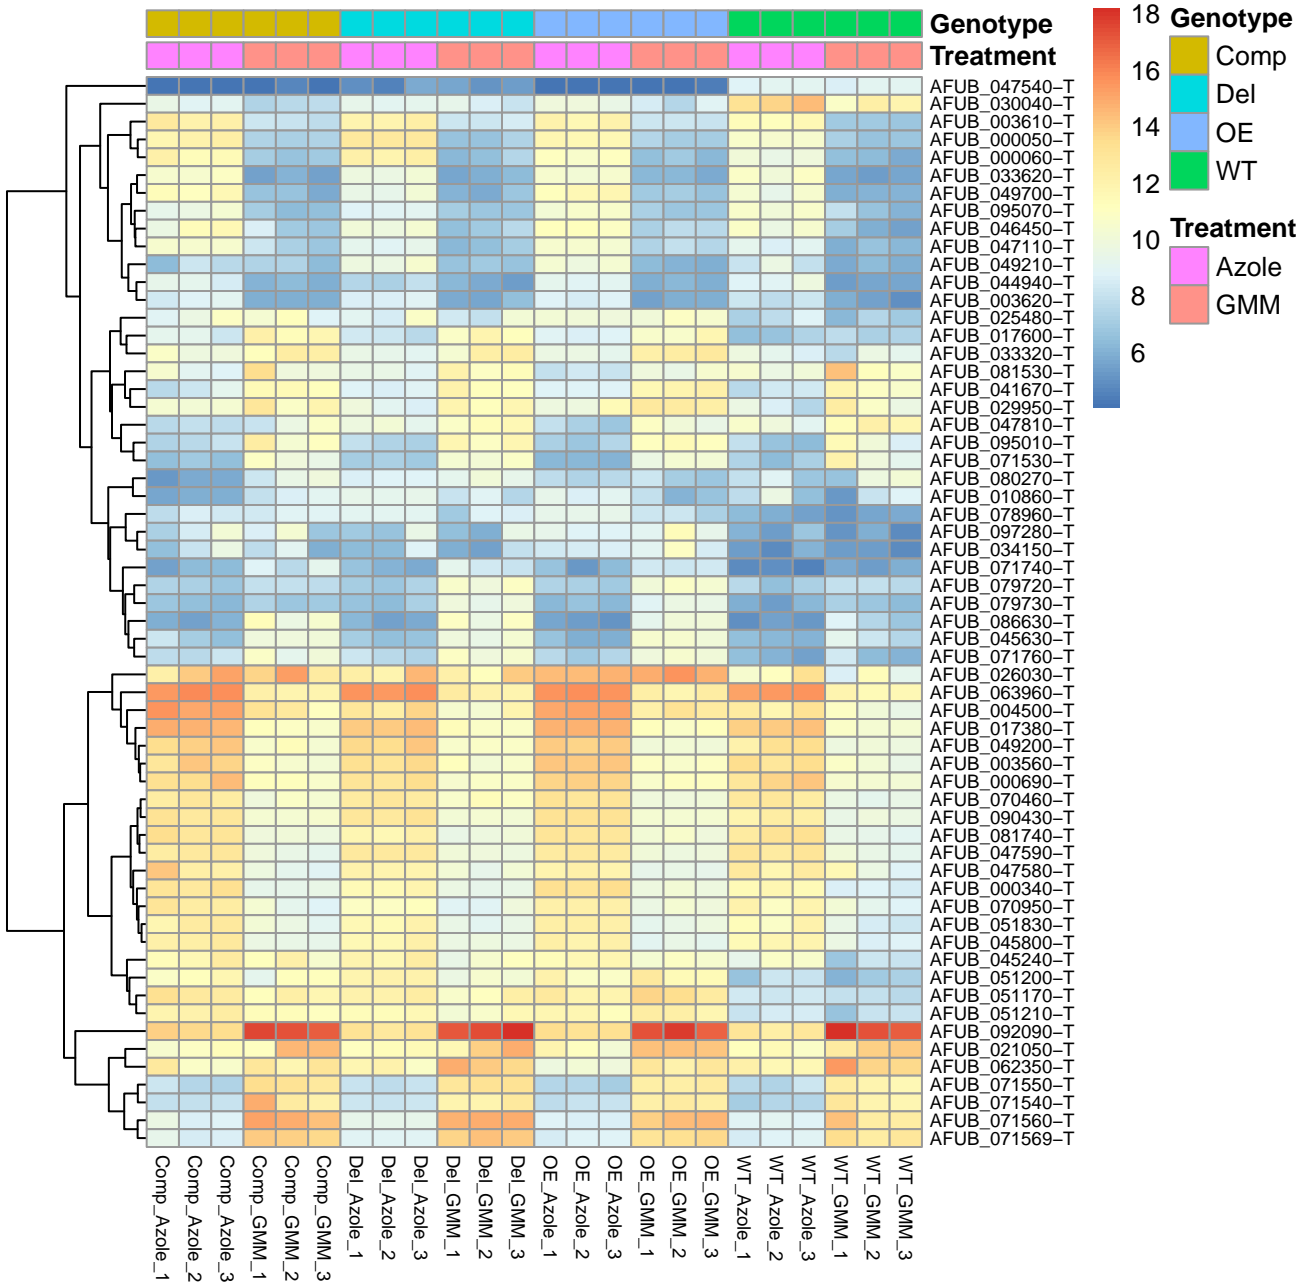 Genotype
Treatment
AFUB_047540-T
AFUB_030040-T
AFUB_003610-T
AFUB_000050-T
AFUB_000060-T
AFUB_033620-T
AFUB_049700-T
AFUB_095070-T
AFUB_046450-T
AFUB_047110-T
AFUB_049210-T
AFUB_044940-T
AFUB_003620-T
AFUB_025480-T
AFUB_017600-T
AFUB_033320-T
AFUB_081530-T
AFUB_041670-T
AFUB_029950-T
AFUB_047810-T
AFUB_095010-T
AFUB_071530-T
AFUB_080270-T
AFUB_010860-T
AFUB_078960-T
AFUB_097280-T
AFUB_034150-T
AFUB_071740-T
AFUB_079720-T
AFUB_079730-T
AFUB_086630-T
AFUB_045630-T
AFUB_071760-T
AFUB_026030-T
AFUB_063960-T
AFUB_004500-T
AFUB_017380-T
AFUB_049200-T
AFUB_003560-T
AFUB_000690-T
AFUB_070460-T
AFUB_090430-T
AFUB_081740-T
AFUB_047590-T
AFUB_047580-T
AFUB_000340-T
AFUB_070950-T
AFUB_051830-T
AFUB_045800-T
AFUB_045240-T
AFUB_051200-T
AFUB_051170-T
AFUB_051210-T
AFUB_092090-T
AFUB_021050-T
AFUB_062350-T
AFUB_071550-T
AFUB_071540-T
AFUB_071560-T
AFUB_071569-T
Comp_Azole_1
Comp_Azole_2
Comp_Azole_3
Comp_GMM_1
Comp_GMM_2
Comp_GMM_3
Del_Azole_1
Del_Azole_2
Del_Azole_3
Del_GMM_1
Del_GMM_2
Del_GMM_3
OE_Azole_1
OE_Azole_2
OE_Azole_3
OE_GMM_1
OE_GMM_2
OE_GMM_3
WT_Azole_1
WT_Azole_2
WT_Azole_3
WT_GMM_1
WT_GMM_2
WT_GMM_3
18
16
14
12
10
8
6
Genotype
Comp
Del
OE
WT
Treatment
Azole
GMM